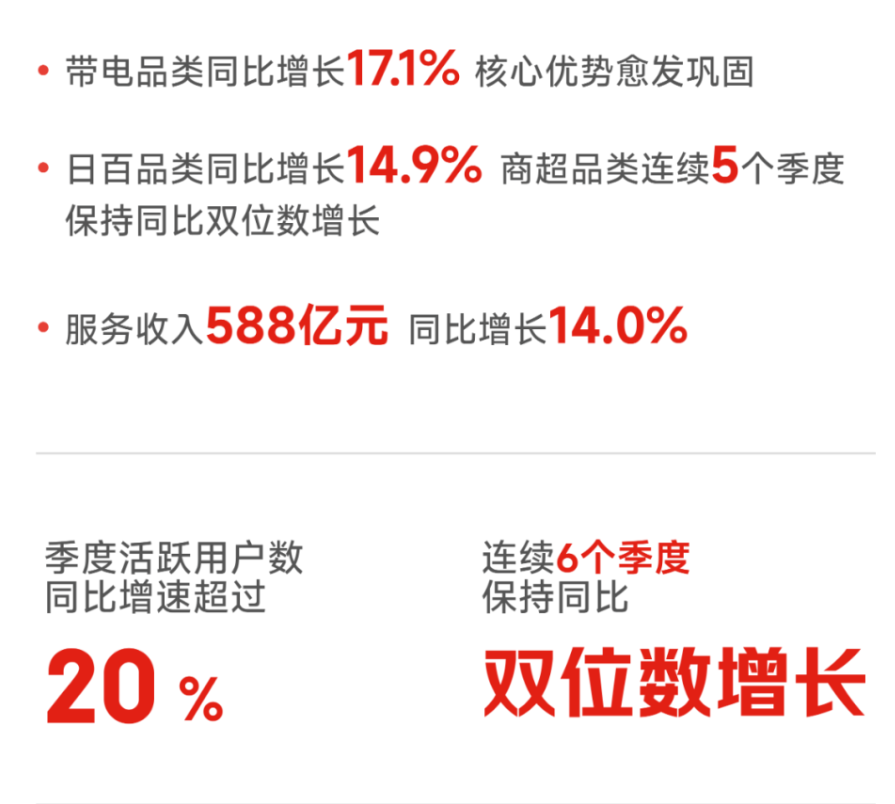 • 带电品类同比增长17.1% 核心优势愈发巩固
• 日百品类同比增长14.9% 商超品类连续5个季度
保持同比双位数增长
• 服务收入588亿元 同比增长14.0%
季度活跃用户数
同比增速超过
20 %
连续6个季度
保持同比
双位数增长